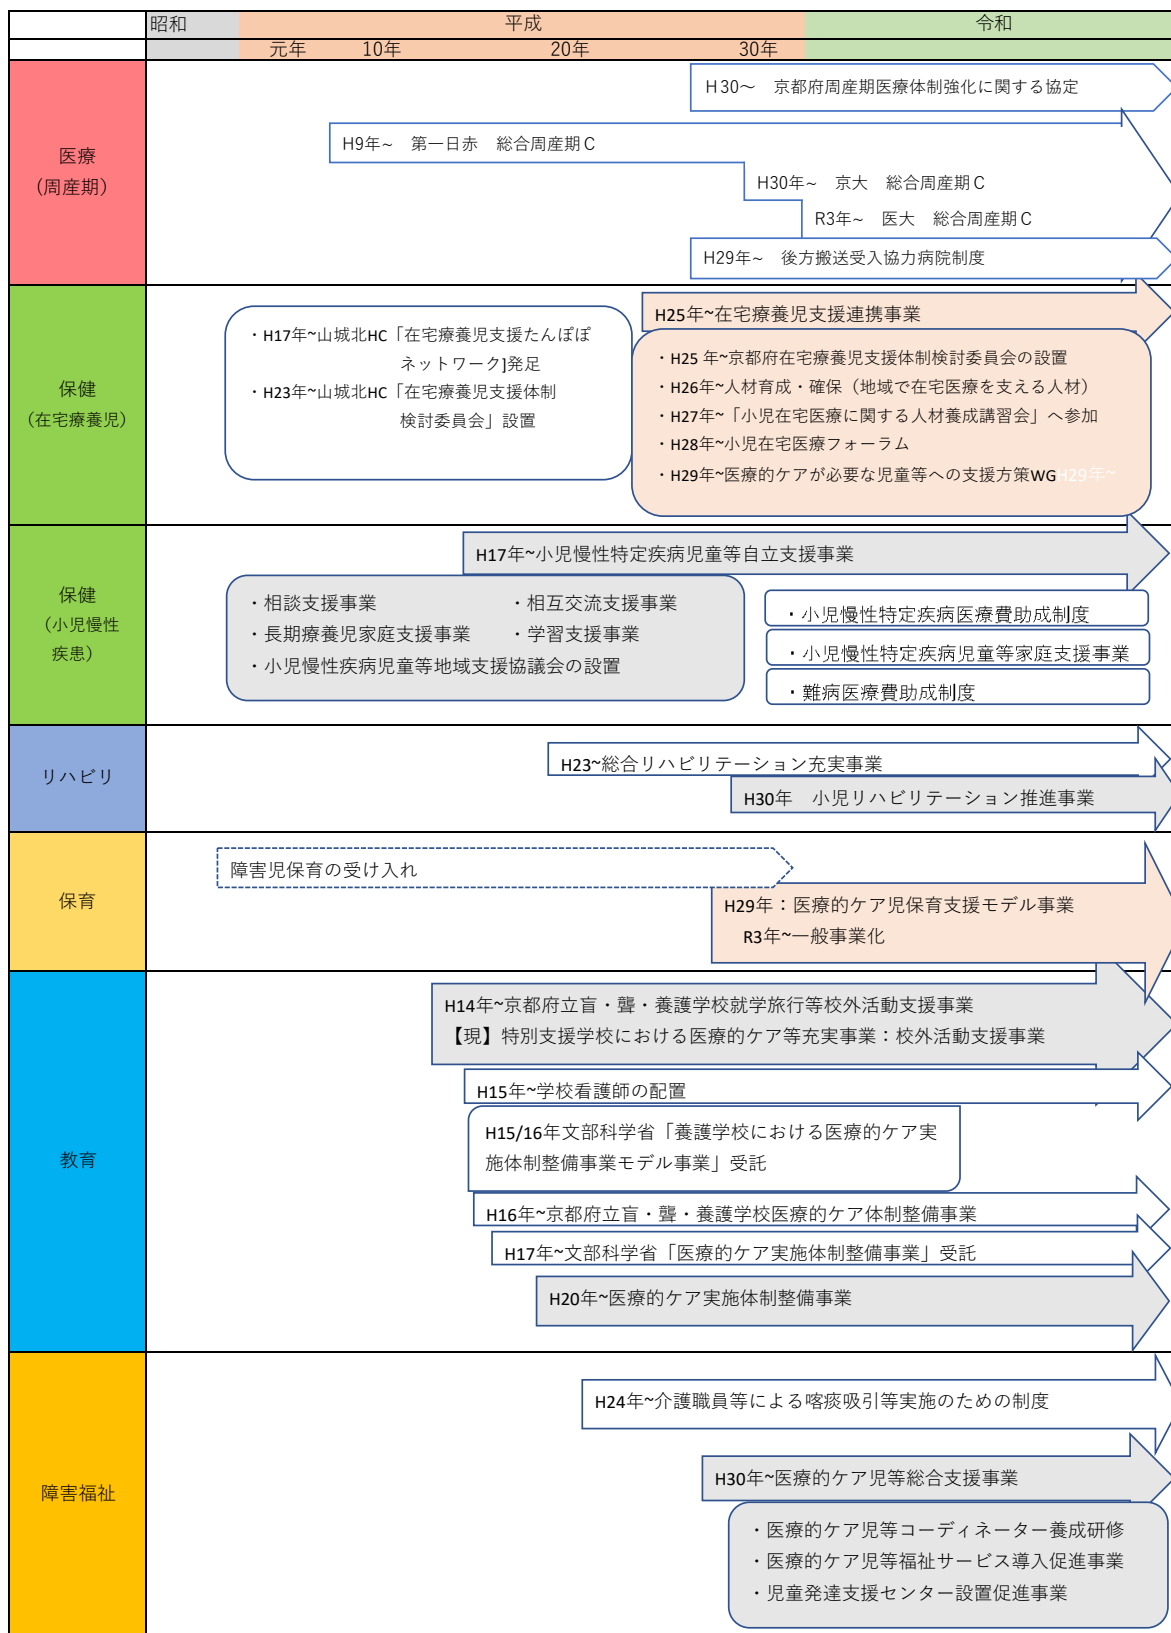 昭和
平成
令和
元年
10年
20年
30年
医療
(周産期)
H30～　京都府周産期医療体制強化に関する協定
H9年~　第一日赤　総合周産期C
H30年~　京大　総合周産期C
R3年~　医大　総合周産期C
H29年~　後方搬送受入協力病院制度
保健
(在宅療養児)
・H17年~山城北HC「在宅療養児支援たんぽぽ
ネットワーク]発足
・H23年~山城北HC「在宅療養児支援体制
検討委員会」設置
H25年~在宅療養児支援連携事業
・H25 年~京都府在宅療養児支援体制検討委員会の設置
・H26年~人材育成・確保（地域で在宅医療を支える人材）
・H27年~「小児在宅医療に関する人材養成講習会」へ参加
・H28年~小児在宅医療フォーラム
・H29年~医療的ケアが必要な児童等への支援方策WGH29年~
保健
(小児慢性
疾患)
H17年~小児慢性特定疾病児童等自立支援事業
・相談支援事業　・相互交流支援事業
・長期療養児家庭支援事業　・学習支援事業
・小児慢性疾病児童等地域支援協議会の設置
・小児慢性特定疾病医療費助成制度
・小児慢性特定疾病児童等家庭支援事業
・難病医療費助成制度
リハビリ
H23~総合リハビリテーション充実事業
H30年　小児リハビリテーション推進事業
保育
障害児保育の受け入れ
H29年：医療的ケア児保育支援モデル事業
R3年~一般事業化
教育
H14年~京都府立盲・聾・養護学校就学旅行等校外活動支援事業
【現】特別支援学校における医療的ケア等充実事業：校外活動支援事業
H15年~学校看護師の配置
H15/16年文部科学省「養護学校における医療的ケア実
施体制整備事業モデル事業」受託
H16年~京都府立盲・聾・養護学校医療的ケア体制整備事業
H17年~文部科学省「医療的ケア実施体制整備事業」受託
H20年~医療的ケア実施体制整備事業
障害福祉
H24年~介護職員等による喀痰吸引等実施のための制度
H30年~医療的ケア児等総合支援事業
・医療的ケア児等コーディネーター養成研修
・医療的ケア児等福祉サービス導入促進事業
・児童発達支援センター設置促進事業